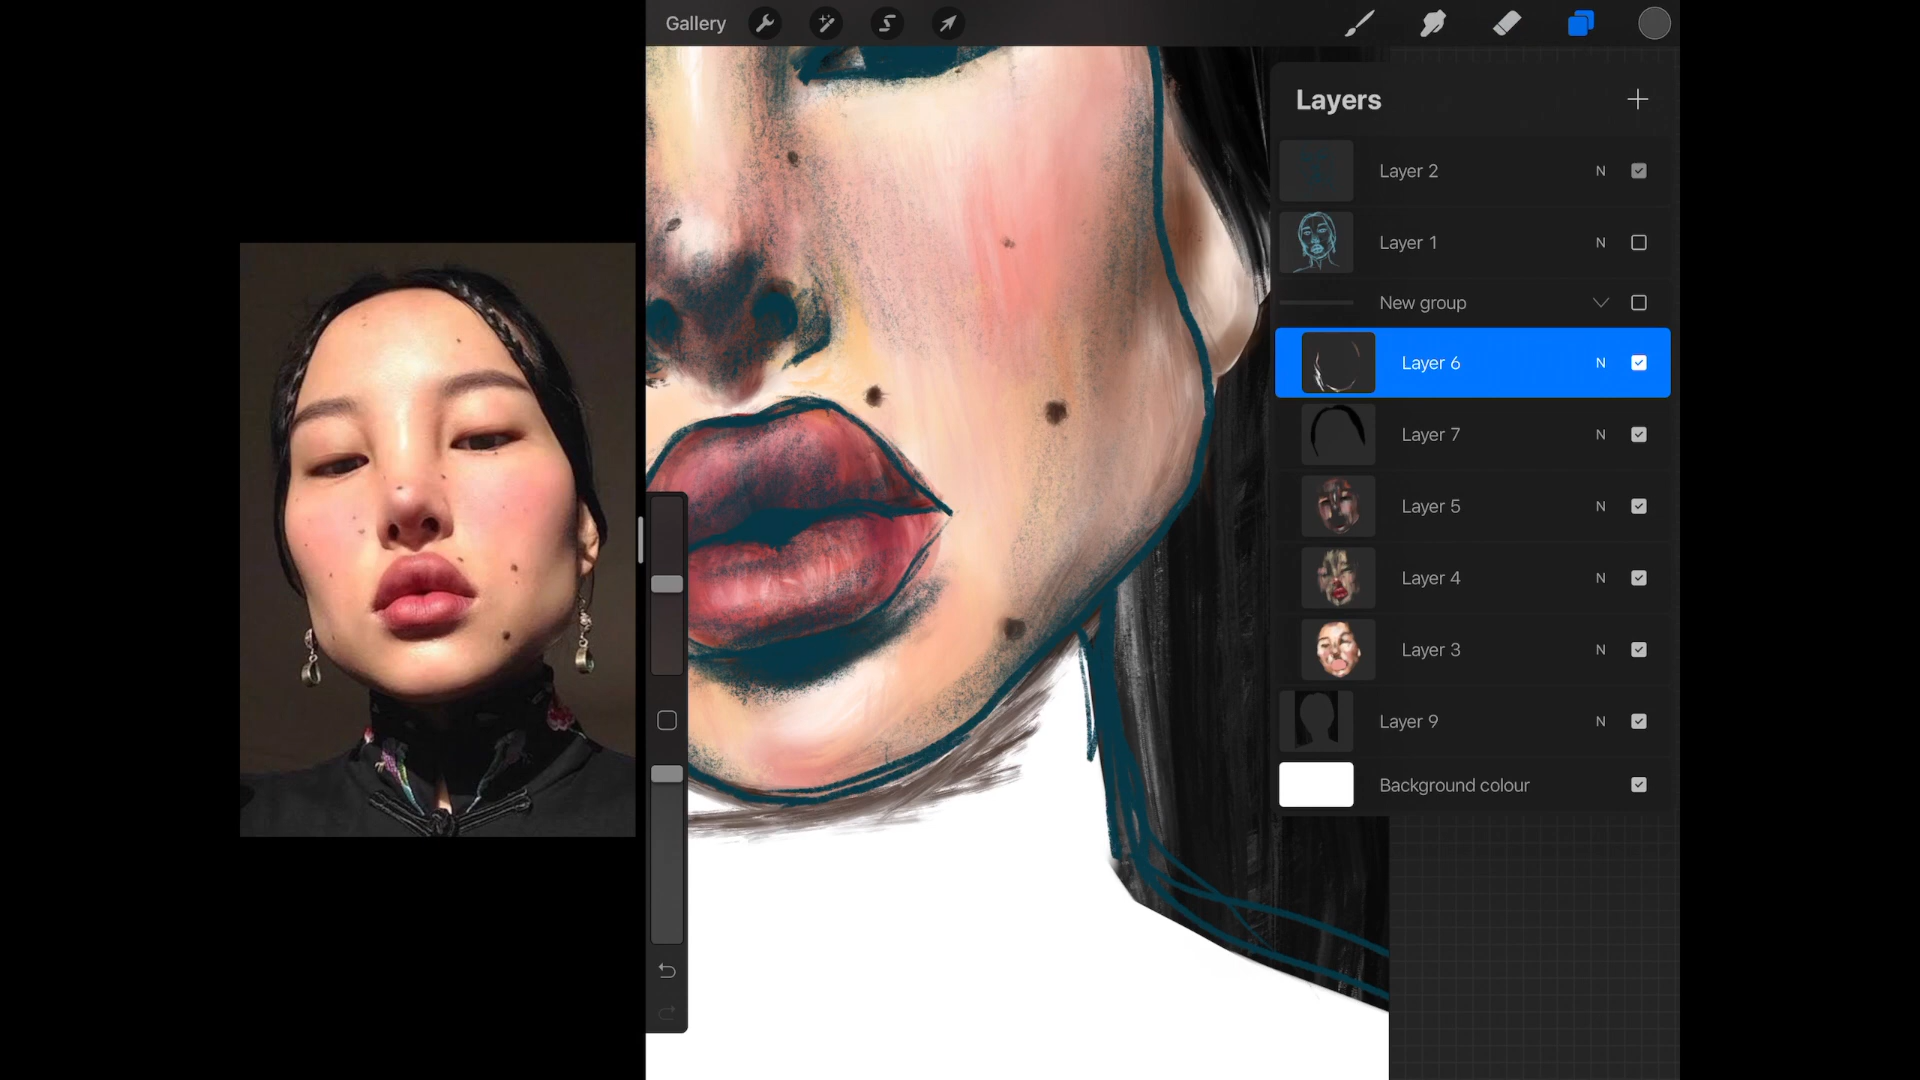 Gallery
Layers
Layer 2 N
Layer 1 N
New group
Layer 6 N
Layer 7 N
Layer 5 N
Layer 4 N
Layer 3 N
Layer 9 N
Background colour